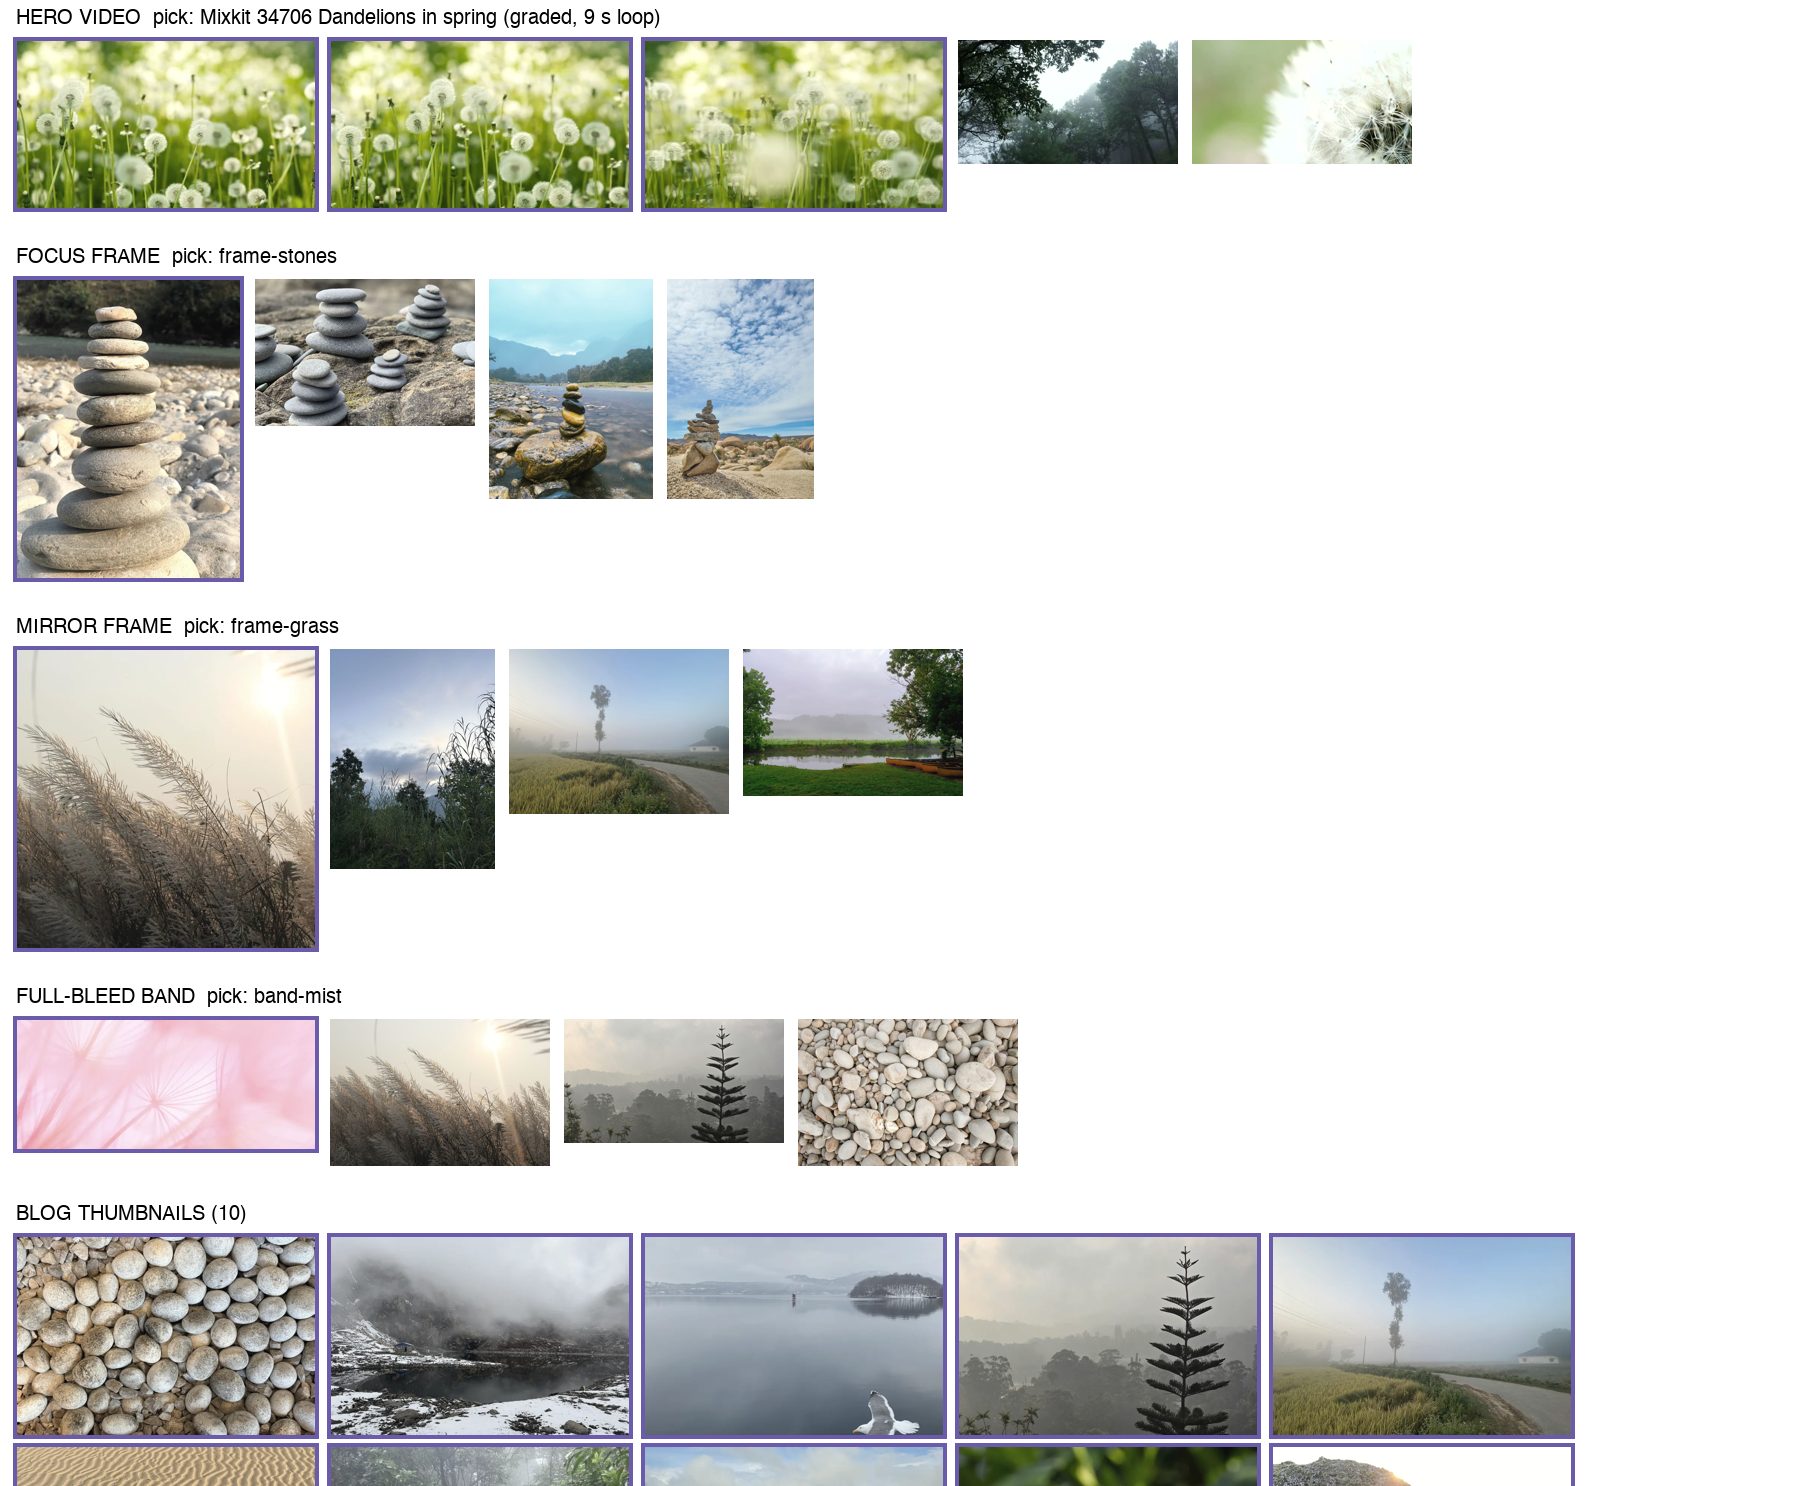 HERO VIDEO  pick: Mixkit 34706 Dandelions in spring (graded, 9 s loop)
FOCUS FRAME  pick: frame-stones
MIRROR FRAME  pick: frame-grass
FULL-BLEED BAND  pick: band-mist
BLOG THUMBNAILS (10)